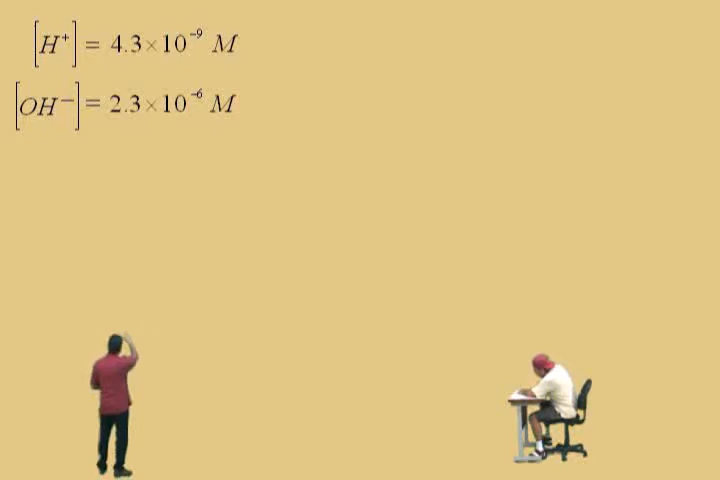 [H⁺] = 4.3×10⁻⁹ M
[OH⁻] = 2.3×10⁻⁶ M